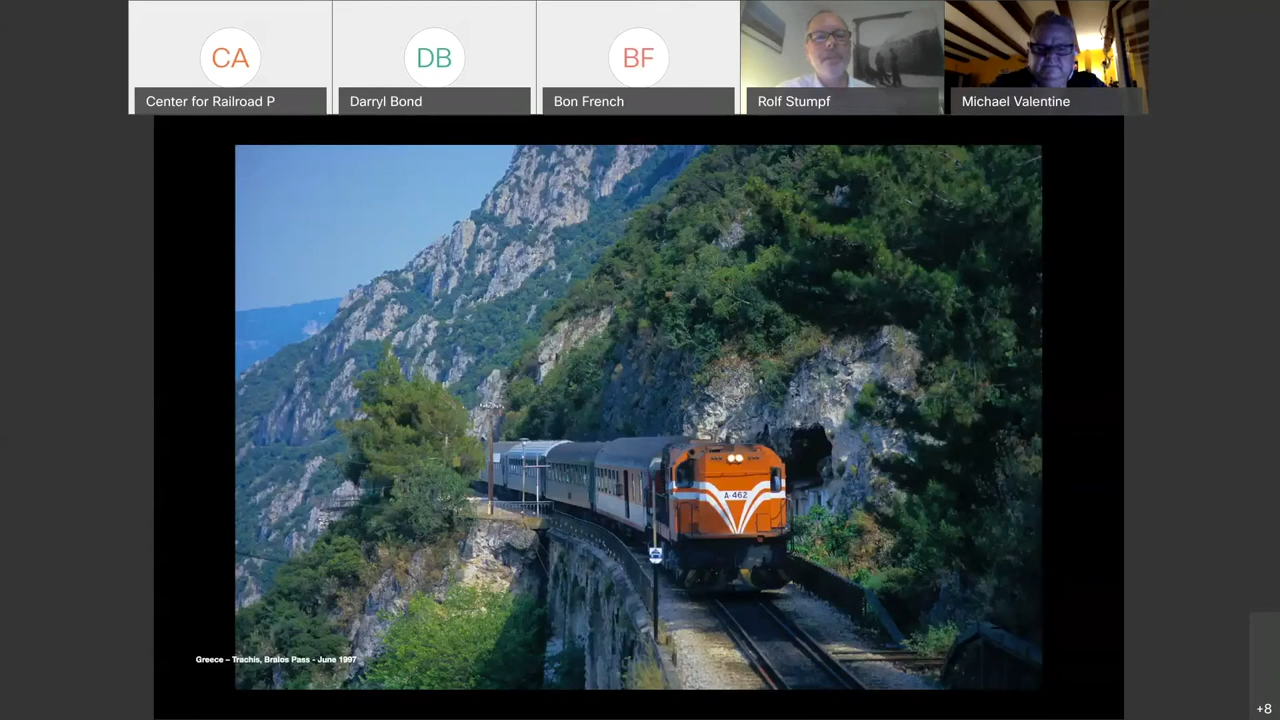 CA
DB
BF
Center for Railroad P
Darryl Bond
Bon French
Rolf Stumpf
Michael Valentine
A-462
Greece – Trachis, Bralos Pass - June 1997
+8